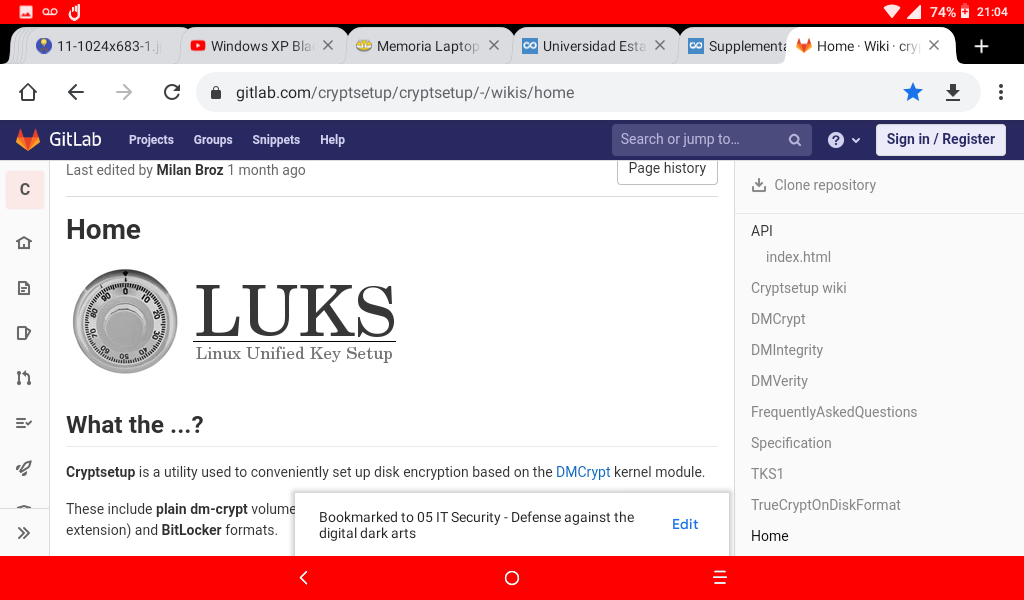 74% 21:04
11-1024x683-1.j
Windows XP Bla
Memoria Laptop
Universidad Esta
Supplementa
Home · Wiki · cry
gitlab.com/cryptsetup/cryptsetup/-/wikis/home
GitLab Projects Groups Snippets Help Search or jump to… Sign in / Register
Last edited by Milan Broz 1 month ago
Page history
C
Home
LUKS
Linux Unified Key Setup
What the ...?
Cryptsetup is a utility used to conveniently set up disk encryption based on the DMCrypt kernel module.
These include plain dm-crypt volume
extension) and BitLocker formats.
Bookmarked to 05 IT Security - Defense against the
digital dark arts
Edit
Clone repository
API
index.html
Cryptsetup wiki
DMCrypt
DMIntegrity
DMVerity
FrequentlyAskedQuestions
Specification
TKS1
TrueCryptOnDiskFormat
Home